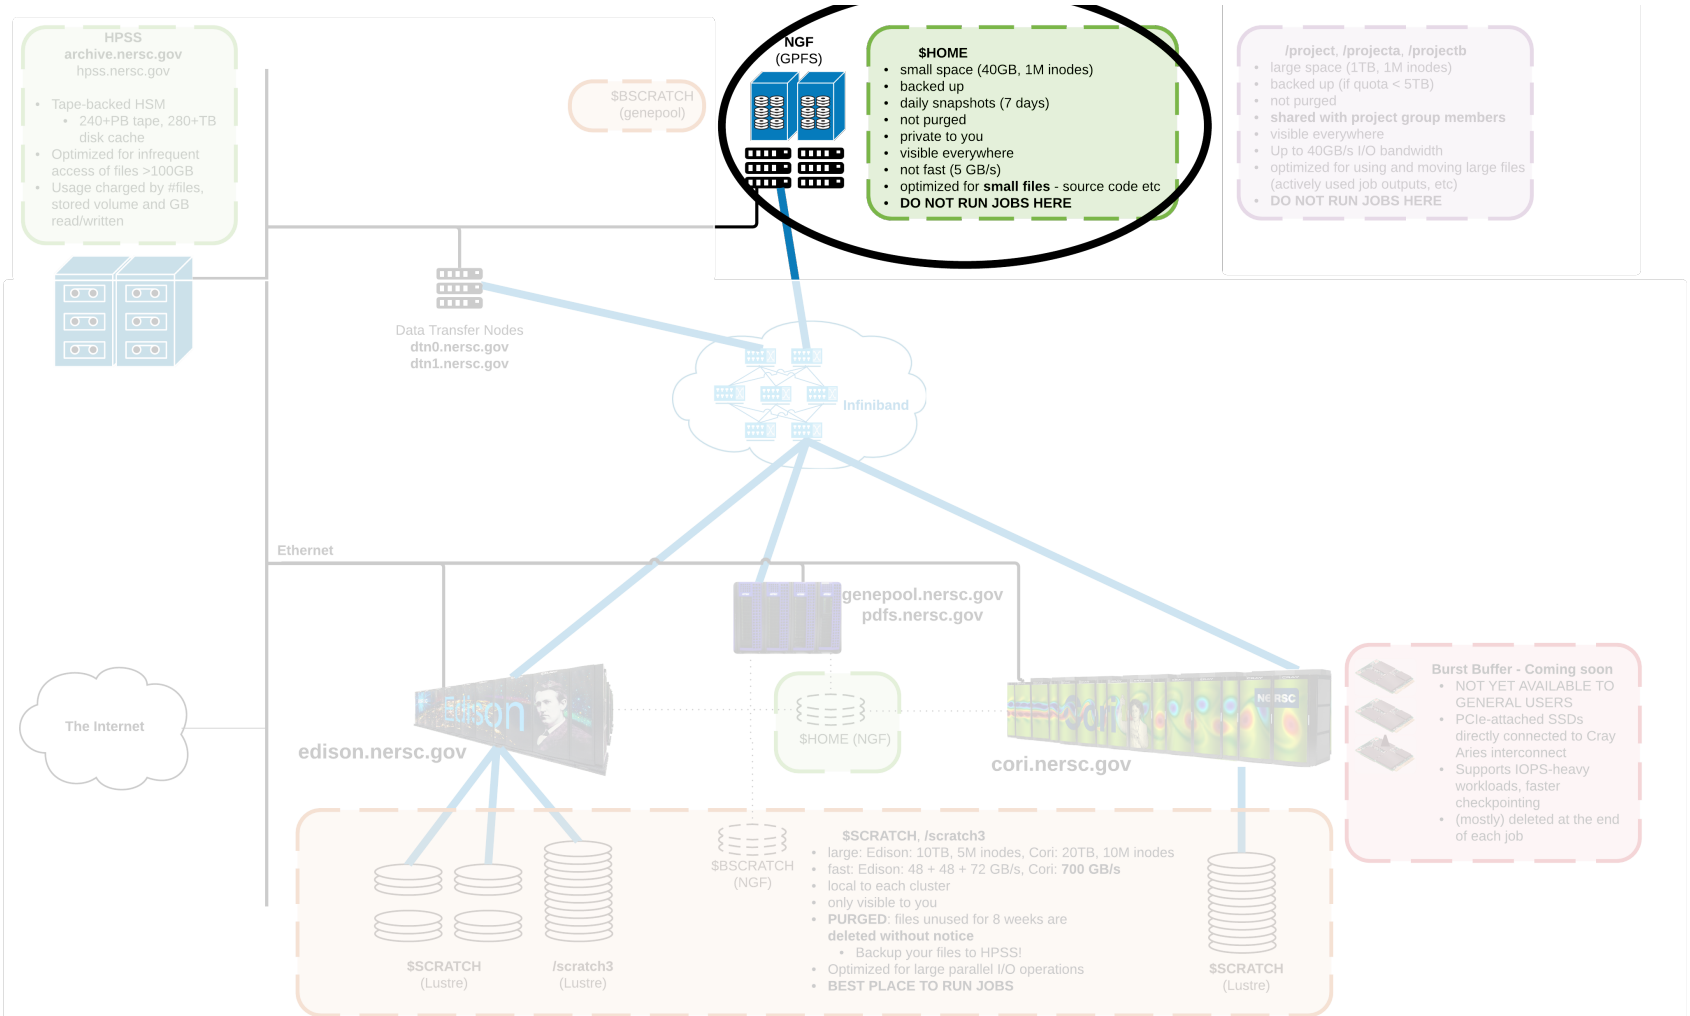 HPSS
archive.nersc.gov
hpss.nersc.gov
• Tape-backed HSM
• 240+PB tape, 280+TB
disk cache
• Optimized for infrequent
access of files >100GB
• Usage charged by #files,
stored volume and GB
read/written
$BSCRATCH
(genepool)
NGF
(GPFS)
$HOME
• small space (40GB, 1M inodes)
• backed up
• daily snapshots (7 days)
• not purged
• private to you
• visible everywhere
• not fast (5 GB/s)
• optimized for small files - source code etc
• DO NOT RUN JOBS HERE
/project, /projecta, /projectb
• large space (1TB, 1M inodes)
• backed up (if quota < 5TB)
• not purged
• shared with project group members
• visible everywhere
• Up to 40GB/s I/O bandwidth
• optimized for using and moving large files
(actively used job outputs, etc)
• DO NOT RUN JOBS HERE
Data Transfer Nodes
dtn0.nersc.gov
dtn1.nersc.gov
Infiniband
Ethernet
genepool.nersc.gov
pdfs.nersc.gov
The Internet
Edison
edison.nersc.gov
$HOME (NGF)
Cori
NERSC
cori.nersc.gov
Burst Buffer - Coming soon
• NOT YET AVAILABLE TO
GENERAL USERS
• PCIe-attached SSDs
directly connected to Cray
Aries interconnect
• Supports IOPS-heavy
workloads, faster
checkpointing
• (mostly) deleted at the end
of each job
$SCRATCH
(Lustre)
/scratch3
(Lustre)
$BSCRATCH
(NGF)
$SCRATCH, /scratch3
• large: Edison: 10TB, 5M inodes, Cori: 20TB, 10M inodes
• fast: Edison: 48 + 48 + 72 GB/s, Cori: 700 GB/s
• local to each cluster
• only visible to you
• PURGED: files unused for 8 weeks are
deleted without notice
• Backup your files to HPSS!
• Optimized for large parallel I/O operations
• BEST PLACE TO RUN JOBS
$SCRATCH
(Lustre)